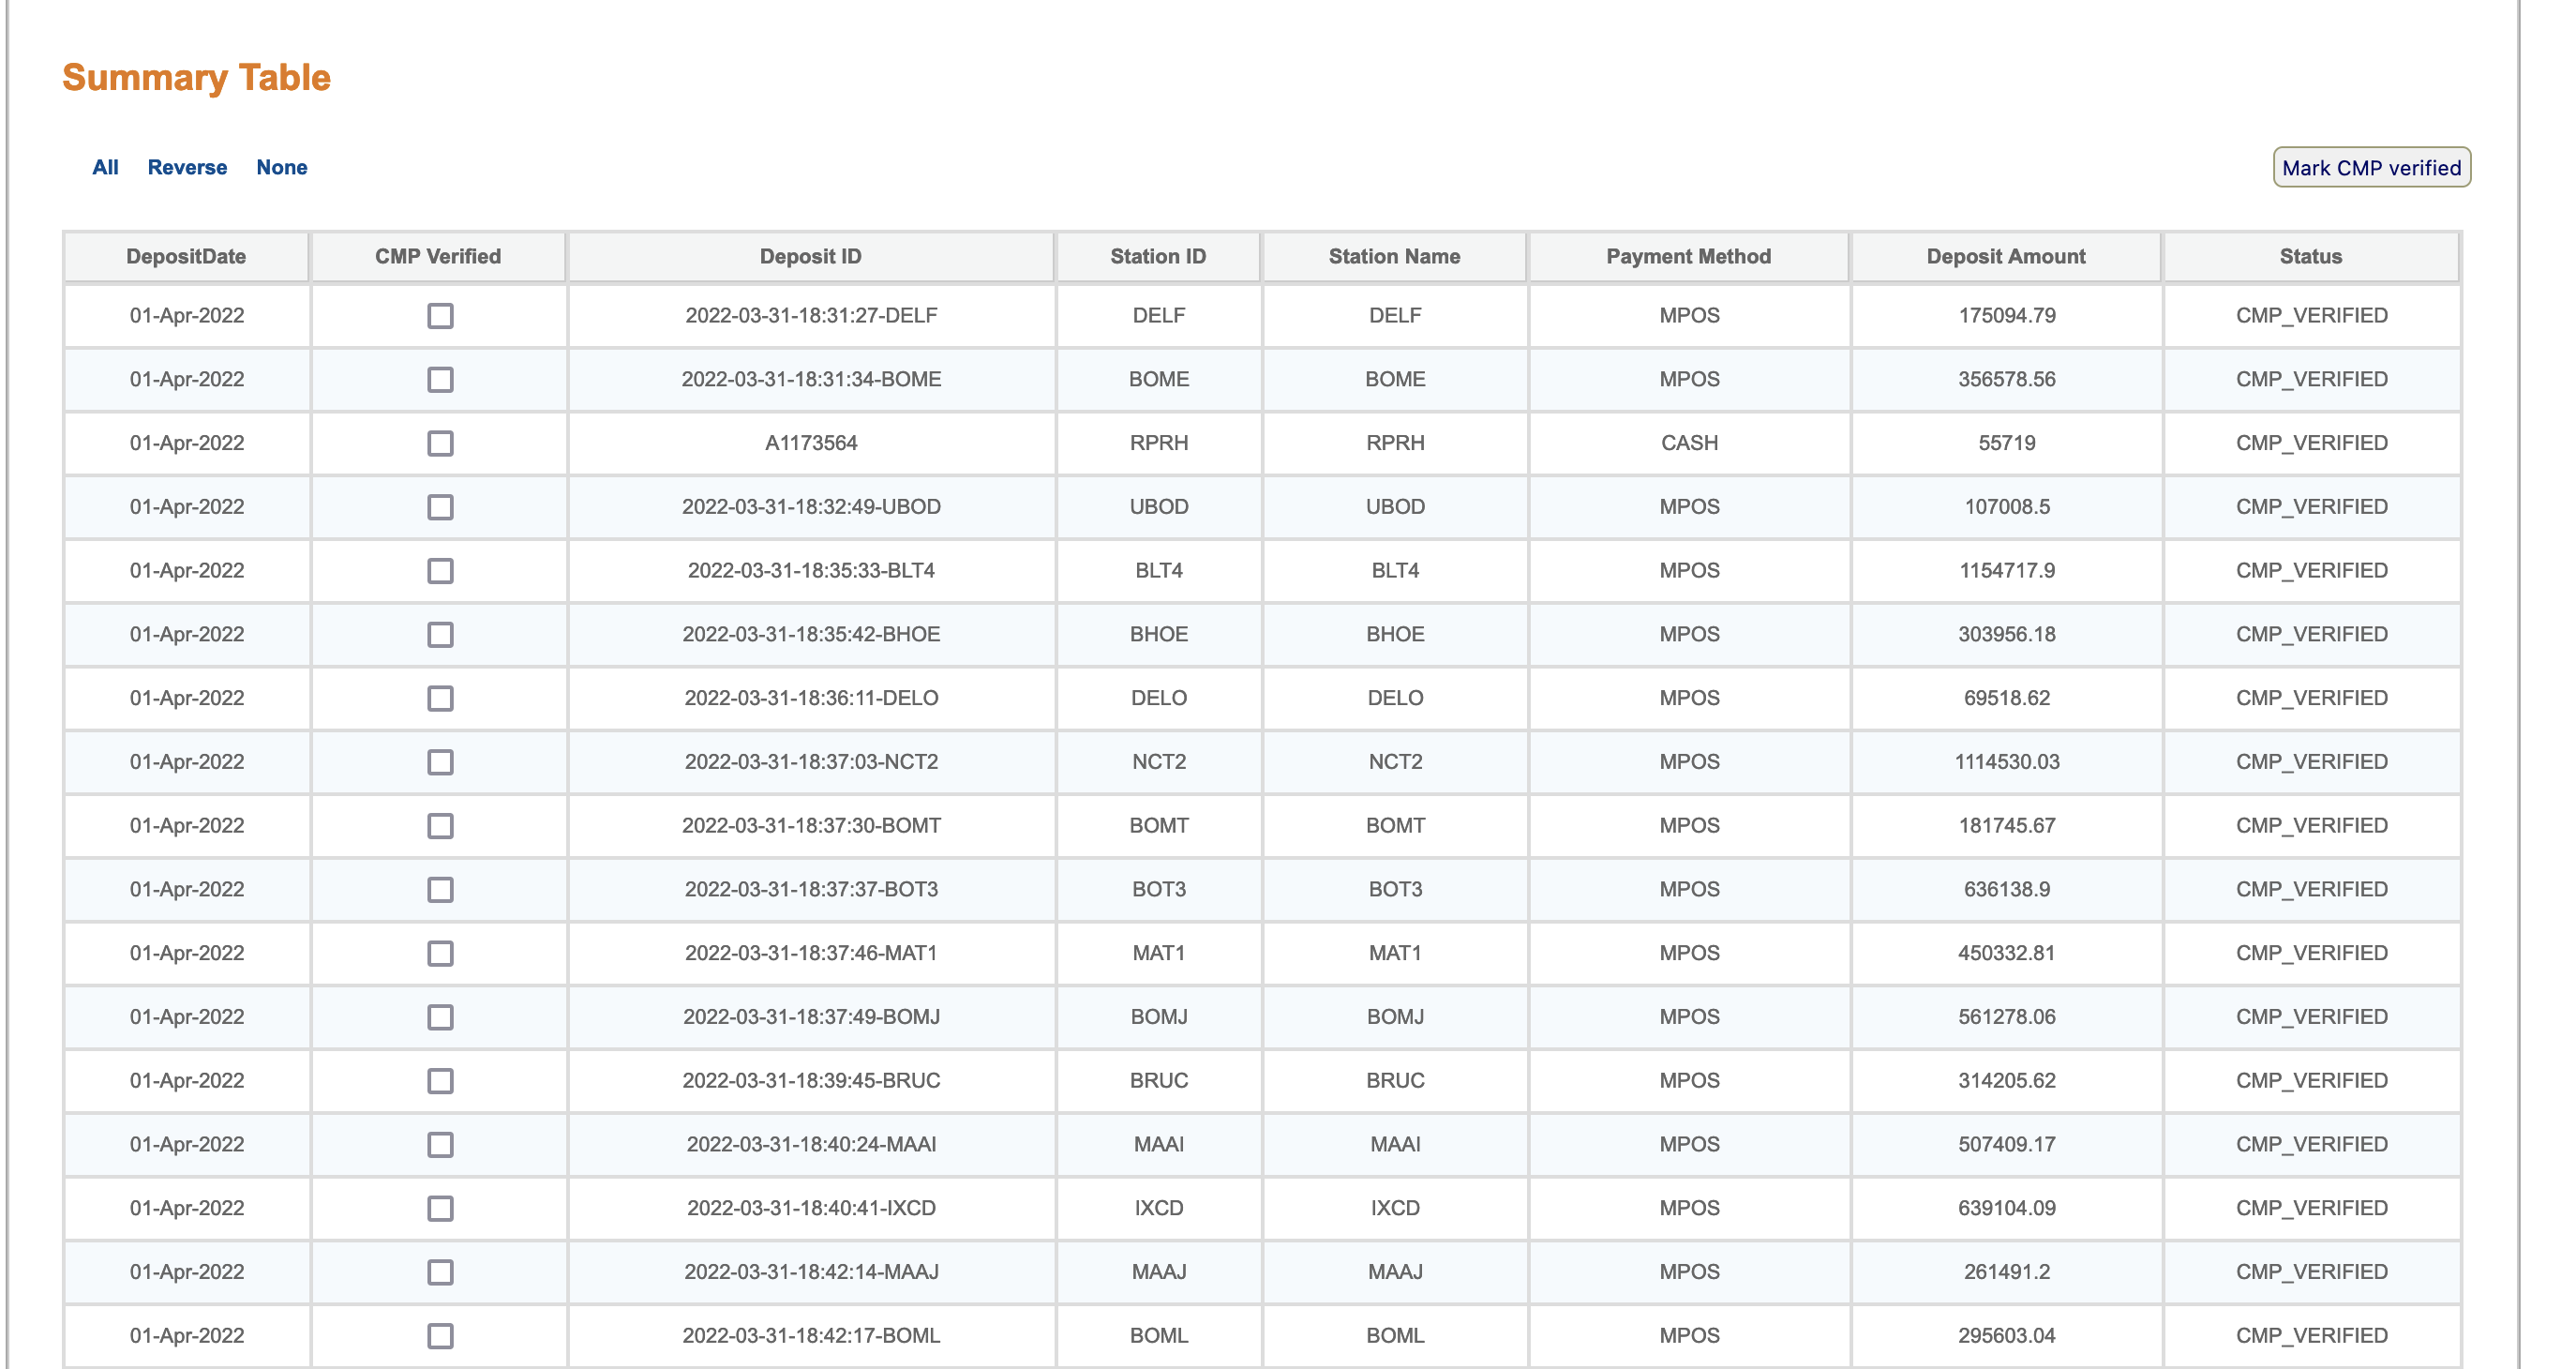 Summary Table
All Reverse None Mark CMP verified
DepositDate CMP Verified Deposit ID Station ID Station Name Payment Method Deposit Amount Status
01-Apr-2022 2022-03-31-18:31:27-DELF DELF DELF MPOS 175094.79 CMP_VERIFIED
01-Apr-2022 2022-03-31-18:31:34-BOME BOME BOME MPOS 356578.56 CMP_VERIFIED
01-Apr-2022 A1173564 RPRH RPRH CASH 55719 CMP_VERIFIED
01-Apr-2022 2022-03-31-18:32:49-UBOD UBOD UBOD MPOS 107008.5 CMP_VERIFIED
01-Apr-2022 2022-03-31-18:35:33-BLT4 BLT4 BLT4 MPOS 1154717.9 CMP_VERIFIED
01-Apr-2022 2022-03-31-18:35:42-BHOE BHOE BHOE MPOS 303956.18 CMP_VERIFIED
01-Apr-2022 2022-03-31-18:36:11-DELO DELO DELO MPOS 69518.62 CMP_VERIFIED
01-Apr-2022 2022-03-31-18:37:03-NCT2 NCT2 NCT2 MPOS 1114530.03 CMP_VERIFIED
01-Apr-2022 2022-03-31-18:37:30-BOMT BOMT BOMT MPOS 181745.67 CMP_VERIFIED
01-Apr-2022 2022-03-31-18:37:37-BOT3 BOT3 BOT3 MPOS 636138.9 CMP_VERIFIED
01-Apr-2022 2022-03-31-18:37:46-MAT1 MAT1 MAT1 MPOS 450332.81 CMP_VERIFIED
01-Apr-2022 2022-03-31-18:37:49-BOMJ BOMJ BOMJ MPOS 561278.06 CMP_VERIFIED
01-Apr-2022 2022-03-31-18:39:45-BRUC BRUC BRUC MPOS 314205.62 CMP_VERIFIED
01-Apr-2022 2022-03-31-18:40:24-MAAI MAAI MAAI MPOS 507409.17 CMP_VERIFIED
01-Apr-2022 2022-03-31-18:40:41-IXCD IXCD IXCD MPOS 639104.09 CMP_VERIFIED
01-Apr-2022 2022-03-31-18:42:14-MAAJ MAAJ MAAJ MPOS 261491.2 CMP_VERIFIED
01-Apr-2022 2022-03-31-18:42:17-BOML BOML BOML MPOS 295603.04 CMP_VERIFIED